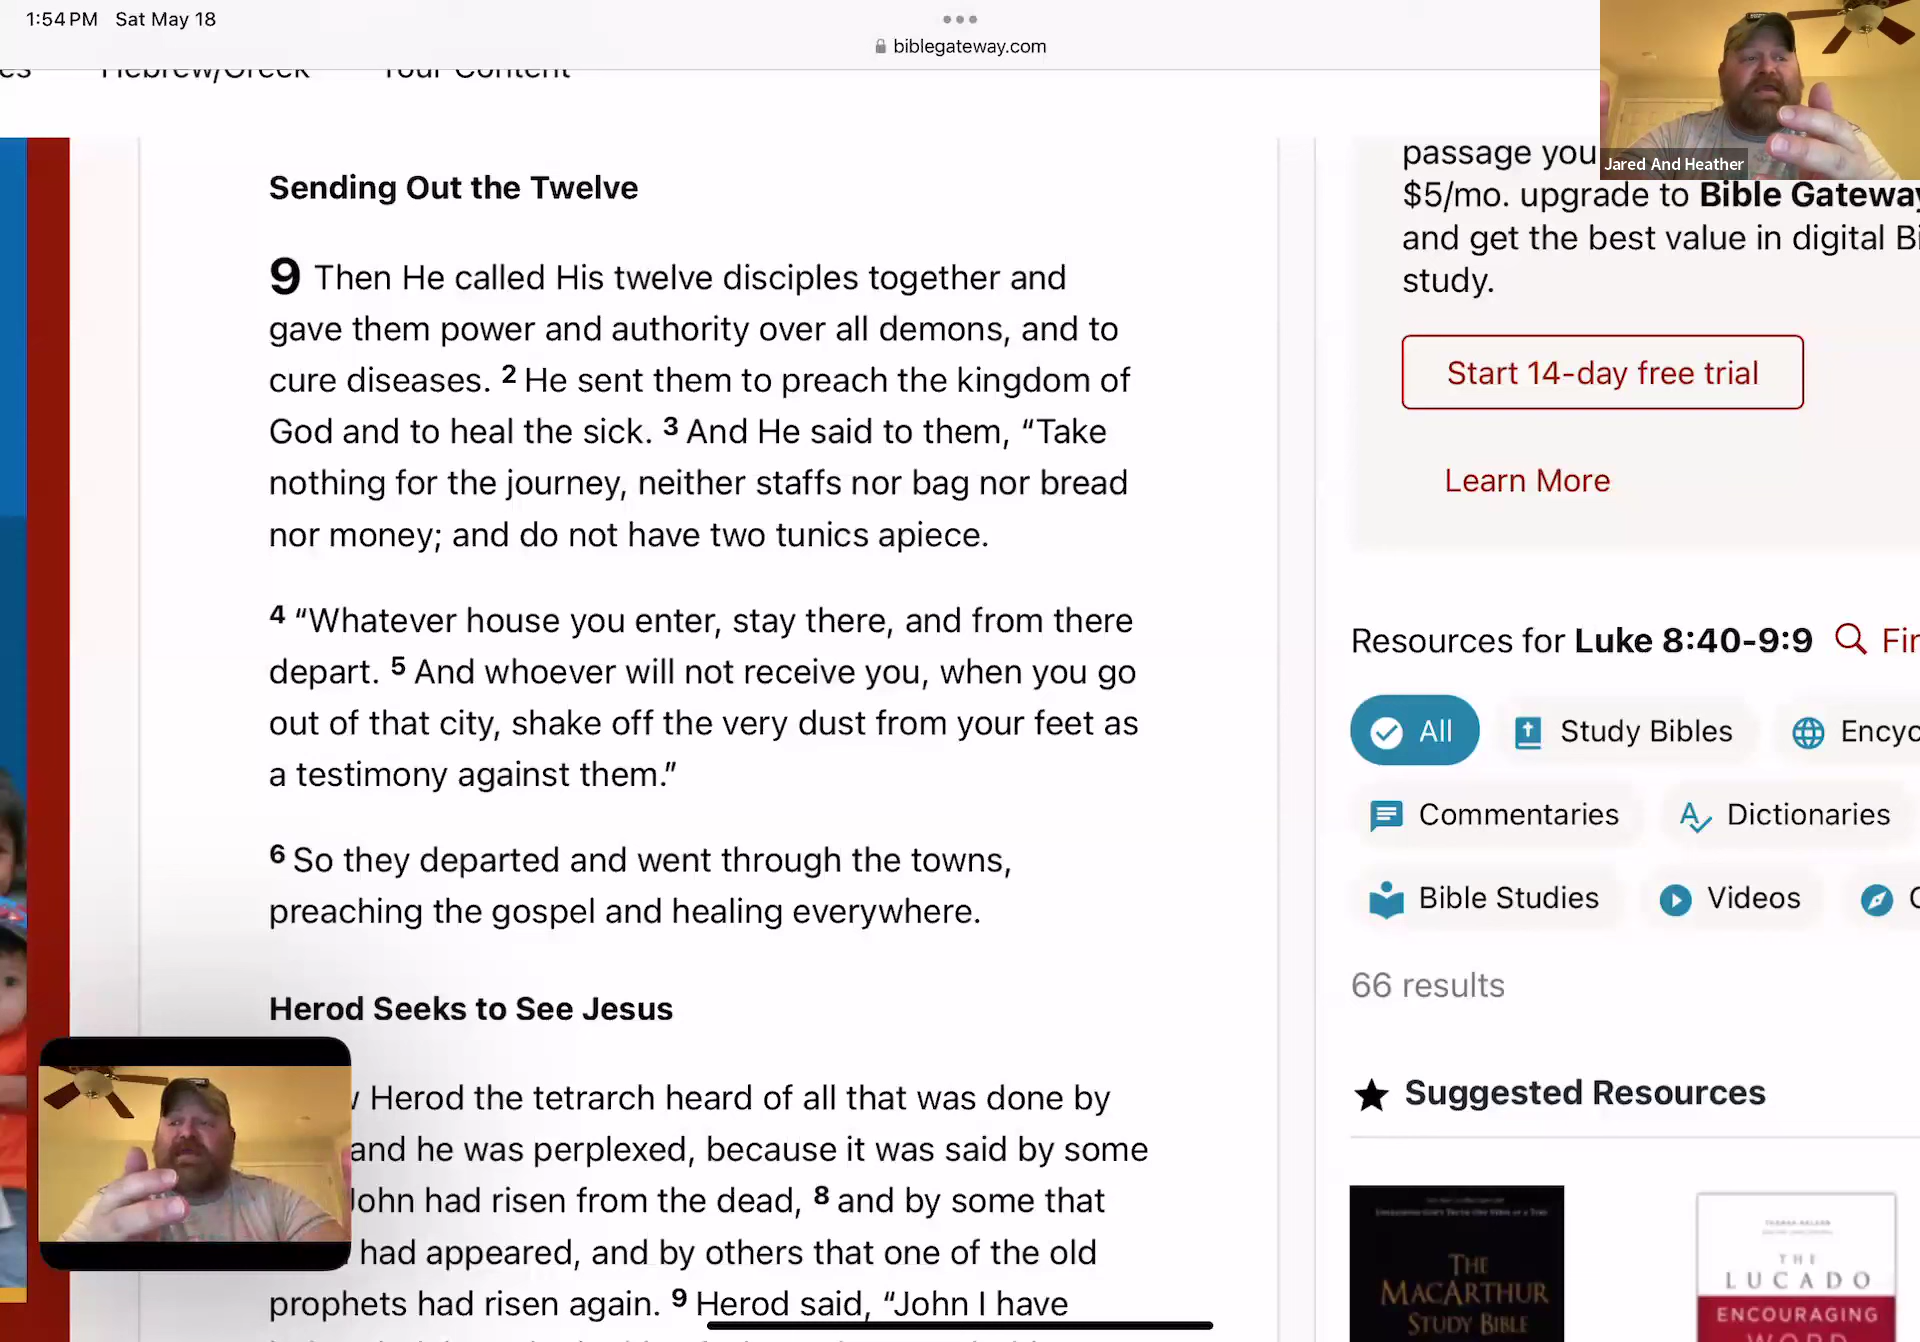 1:54 PM Sat May 18
biblegateway.com
Hebrew/Greek Your Content
Jared And Heather
Sending Out the Twelve
9 Then He called His twelve disciples together and
gave them power and authority over all demons, and to
cure diseases. 2 He sent them to preach the kingdom of
God and to heal the sick. 3 And He said to them, “Take
nothing for the journey, neither staffs nor bag nor bread
nor money; and do not have two tunics apiece.
4 “Whatever house you enter, stay there, and from there
depart. 5 And whoever will not receive you, when you go
out of that city, shake off the very dust from your feet as
a testimony against them.”
6 So they departed and went through the towns,
preaching the gospel and healing everywhere.
Herod Seeks to See Jesus
Herod the tetrarch heard of all that was done by
and he was perplexed, because it was said by some
John had risen from the dead, 8 and by some that
had appeared, and by others that one of the old
prophets had risen again. 9 Herod said, “John I have
passage you
$5/mo. upgrade to Bible Gateway
and get the best value in digital Bi
study.
Start 14-day free trial
Learn More
Resources for Luke 8:40-9:9 Fin
All Study Bibles Encyc
Commentaries Dictionaries
Bible Studies Videos
66 results
Suggested Resources
THE
MACARTHUR
STUDY BIBLE
THE
LUCADO
ENCOURAGING
WORD